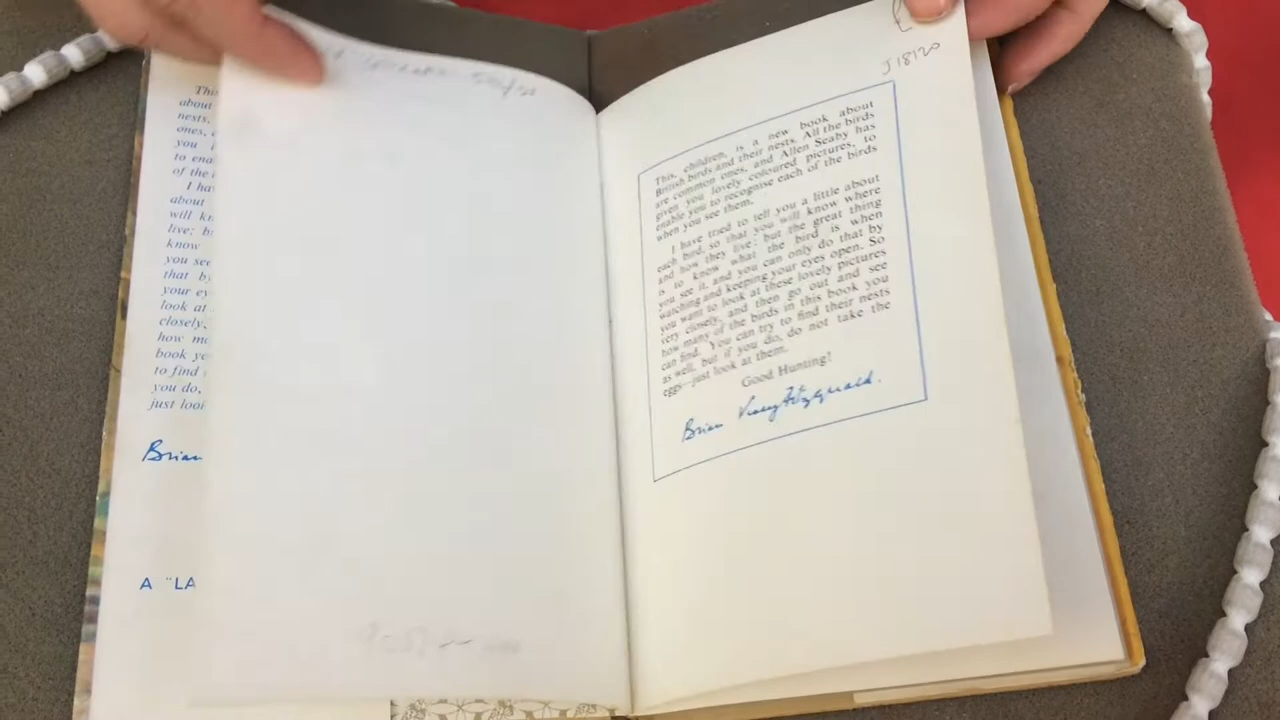 This
about
nests.
ones,
you
to ena
of the
I hav
about
will kn
live; b
know
you see
that by
your ey
look at
closely,
how ma
book yo
to find
you do,
just look
Brian
A "LA
J18120
This, children, is a new book about
British birds and their nests. All the birds
are common ones, and Allen Seaby has
given you lovely coloured pictures, to
enable you to recognise each of the birds
when you see them.
I have tried to tell you a little about
each bird, so that you will know where
and how they live; but the great thing
is to know what the bird is when
you see it, and you can only do that by
watching and keeping your eyes open. So
you want to look at these lovely pictures
very closely, and then go out and see
how many of the birds in this book you
can find. You can try to find their nests
as well, but if you do, do not take the
eggs—just look at them.
Good Hunting!
Brian Vesey-Fitzgerald.